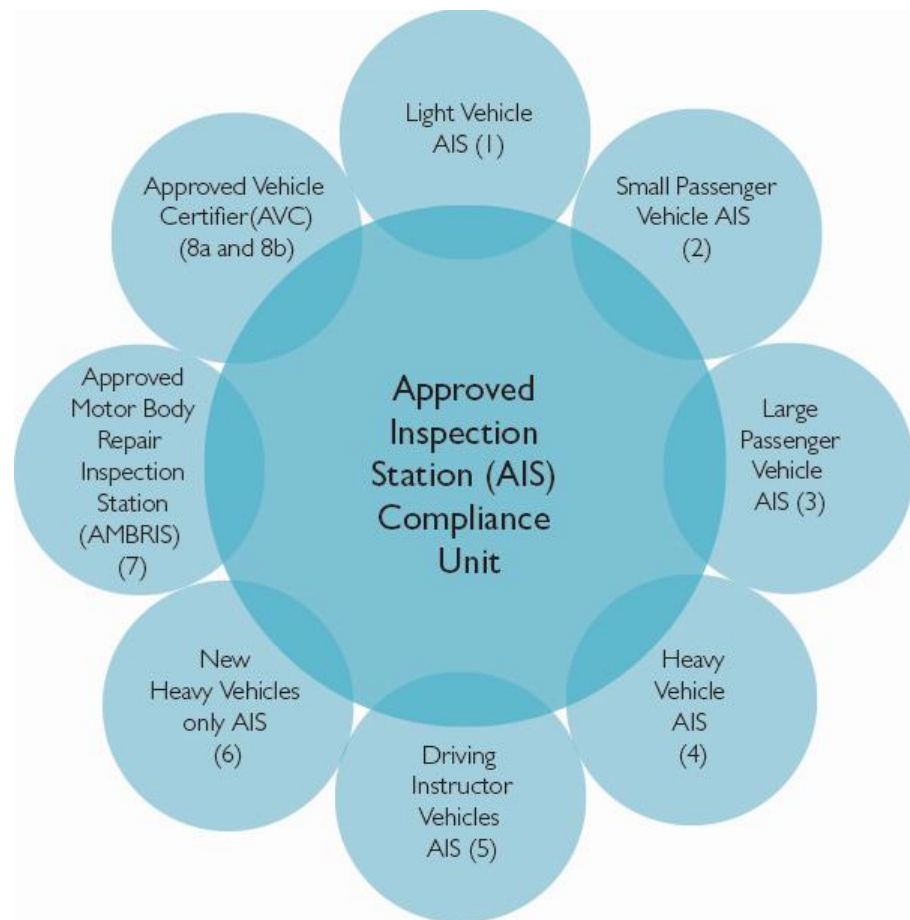 Light Vehicle
AIS (1)
Small Passenger
Vehicle AIS
(2)
Large
Passenger
Vehicle
AIS (3)
Heavy
Vehicle
AIS
(4)
Driving
Instructor
Vehicles
AIS (5)
New
Heavy Vehicles
only AIS
(6)
Approved
Motor Body
Repair
Inspection
Station
(AMBRIS)
(7)
Approved Vehicle
Certifier(AVC)
(8a and 8b)
Approved
Inspection
Station (AIS)
Compliance
Unit